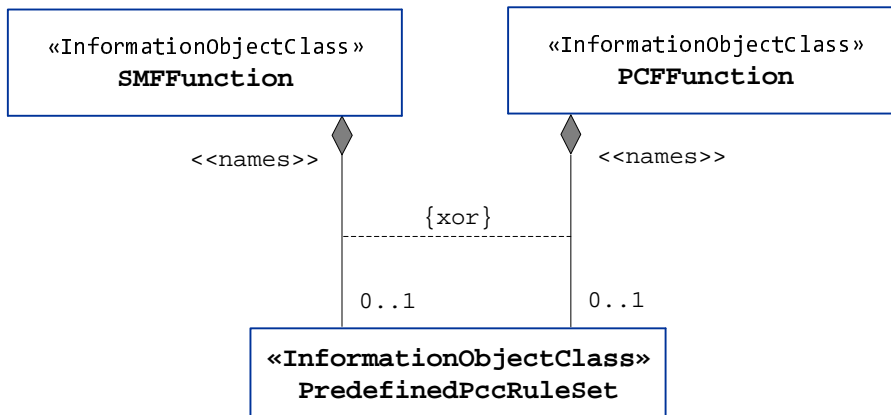 «InformationObjectClass»
SMFFunction
«InformationObjectClass»
PCFFunction
<<names>>
<<names>>
{xor}
0..1
0..1
«InformationObjectClass»
PredefinedPccRuleSet